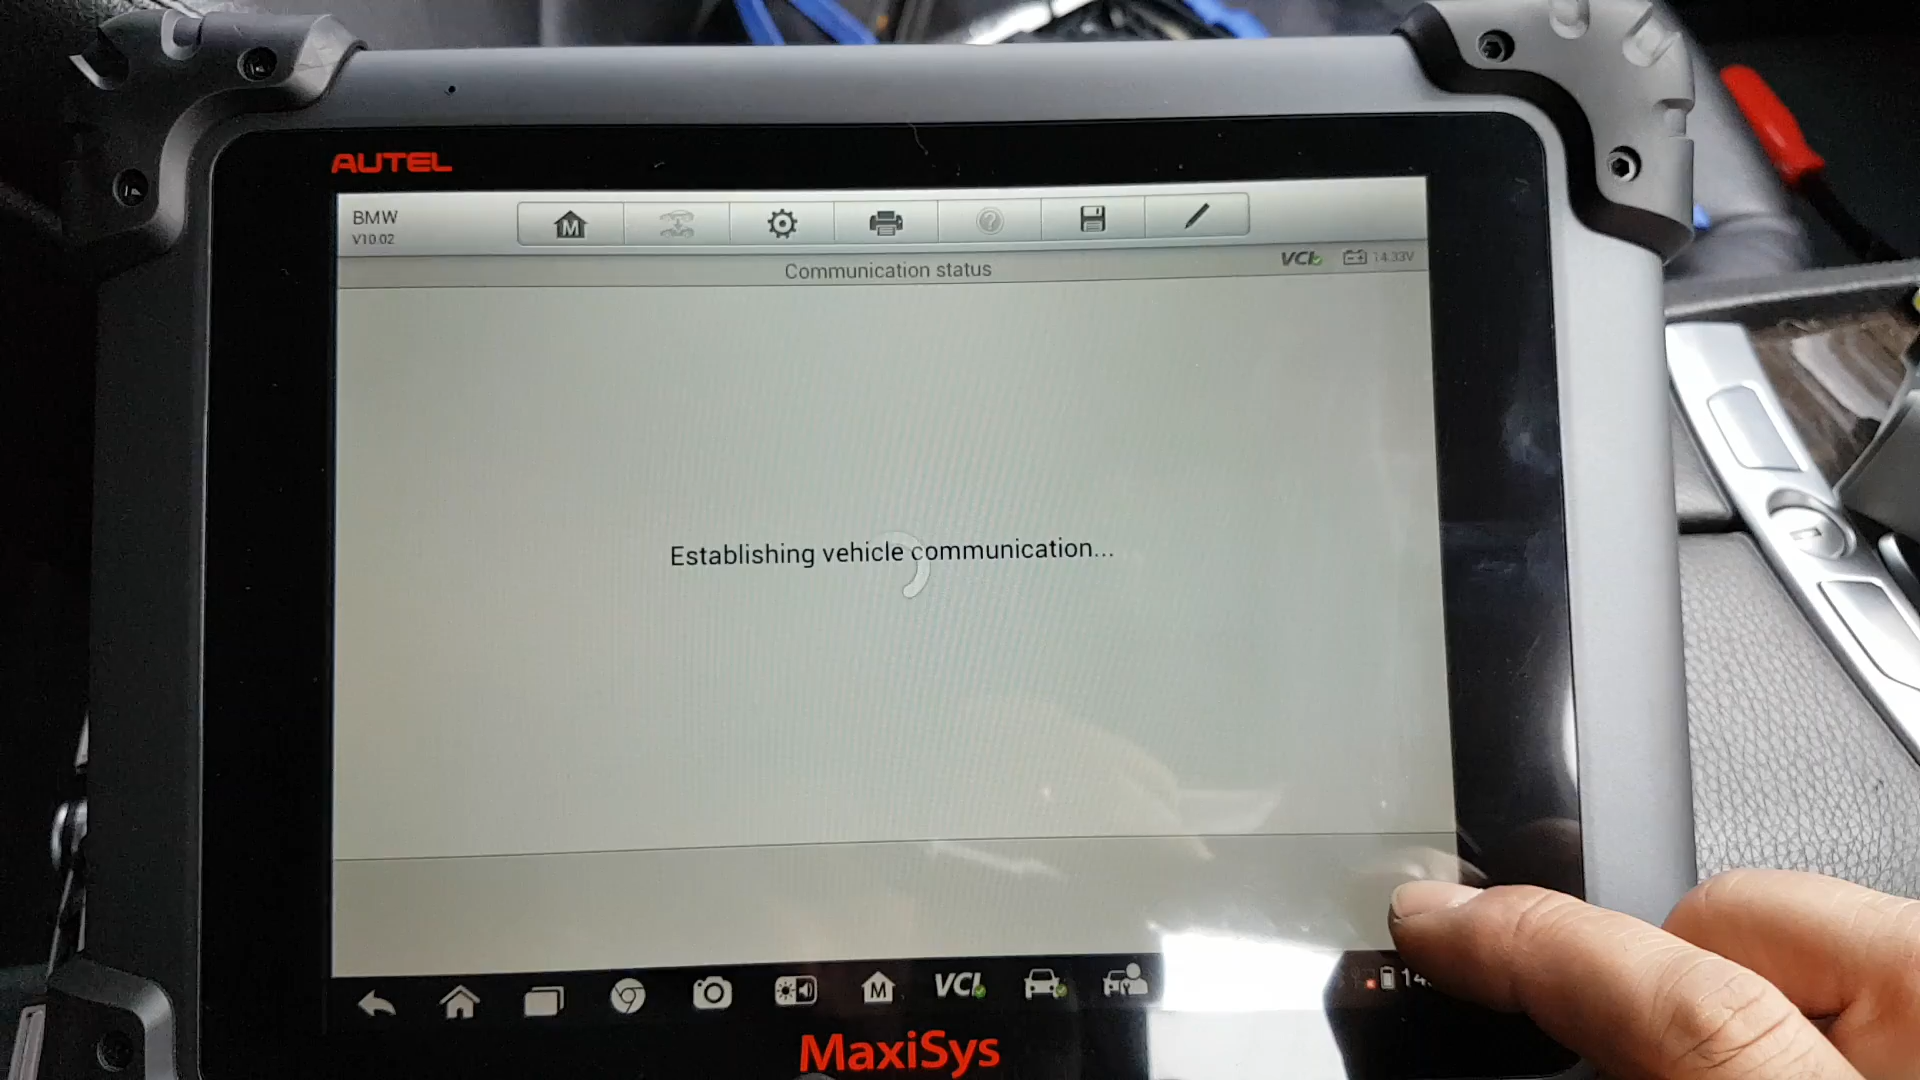 AUTEL
BMW
V10.02
M
?
Communication status
VCI
14.33V
Establishing vehicle communication...
M
VCI
MaxiSys